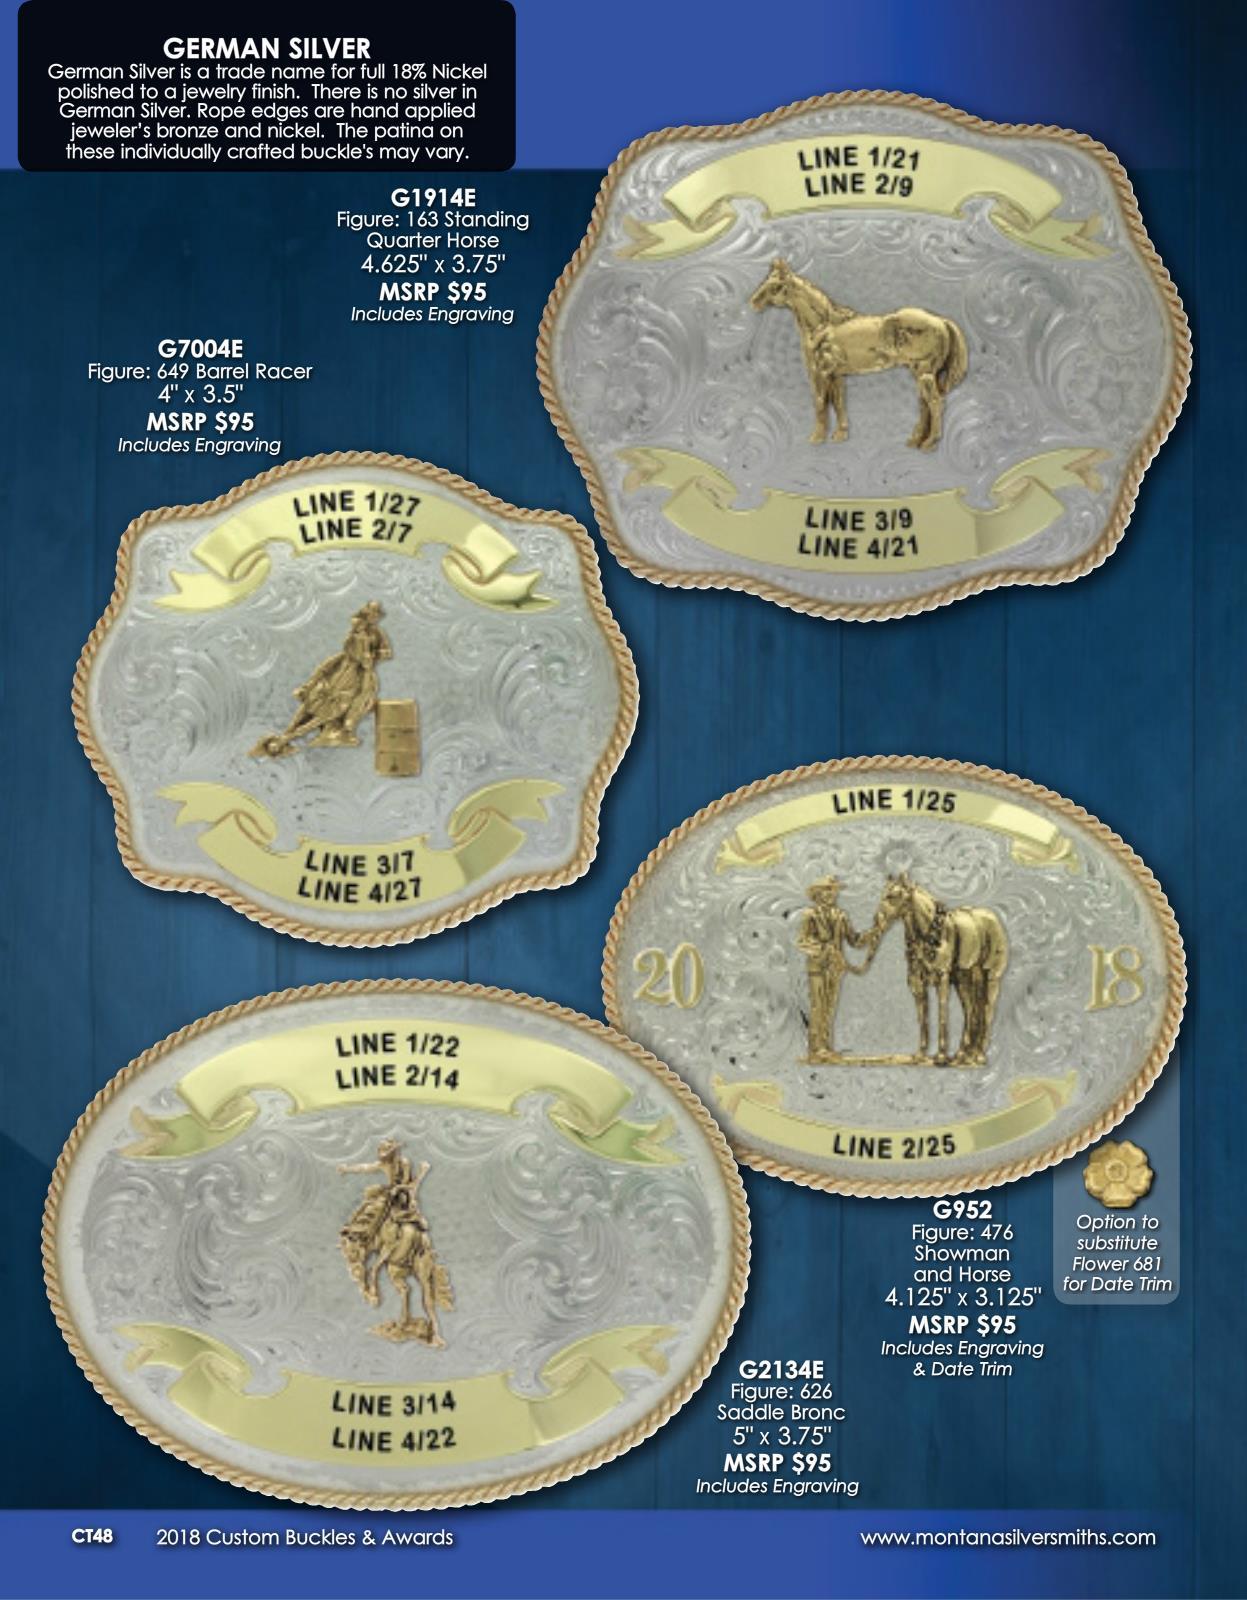 GERMAN SILVER
German Silver is a trade name for full 18% Nickel
polished to a jewelry finish.  There is no silver in
German Silver. Rope edges are hand applied
jeweler's bronze and nickel.  The patina on
these individually crafted buckle's may vary.
G1914E
Figure: 163 Standing
Quarter Horse
4.625" x 3.75"
MSRP $95
Includes Engraving
LINE 1/21
LINE 2/9
LINE 3/9
LINE 4/21
G7004E
Figure: 649 Barrel Racer
4" x 3.5"
MSRP $95
Includes Engraving
LINE 1/27
LINE 2/7
LINE 3/7
LINE 4/27
LINE 1/25
20
18
LINE 2/25
G952
Figure: 476
Showman
and Horse
4.125" x 3.125"
MSRP $95
Includes Engraving
& Date Trim
Option to
substitute
Flower 681
for Date Trim
LINE 1/22
LINE 2/14
LINE 3/14
LINE 4/22
G2134E
Figure: 626
Saddle Bronc
5" x 3.75"
MSRP $95
Includes Engraving
CT48 2018 Custom Buckles & Awards
www.montanasilversmiths.com